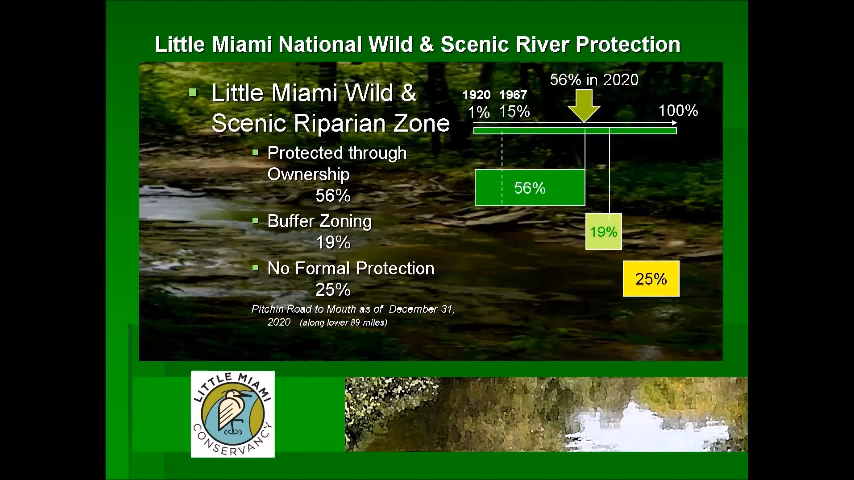 Little Miami National Wild & Scenic River Protection
Little Miami Wild &
Scenic Riparian Zone
Protected through
Ownership
56%
Buffer Zoning
19%
No Formal Protection
25%
Pitchin Road to Mouth as of December 31,
2020 (along lower 89 miles)
56% in 2020
1920 1967
1% 15%
100%
56%
19%
25%
LITTLE MIAMI
CONSERVANCY